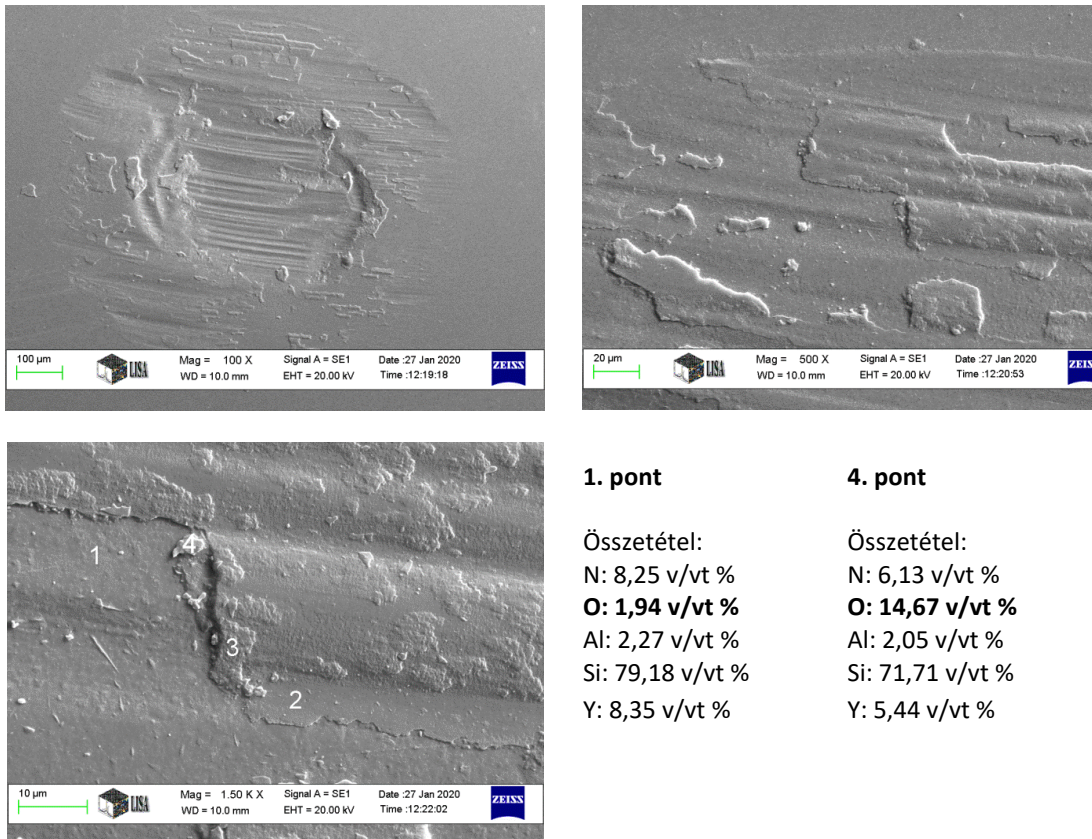 100 µm
LISA
Mag = 100 X
Signal A = SE1
Date :27 Jan 2020
WD = 10.0 mm
EHT = 20.00 kV
Time :12:19:18
ZEISS
20 µm
LISA
Mag = 500 X
Signal A = SE1
Date :27 Jan 2020
WD = 10.0 mm
EHT = 20.00 kV
Time :12:20:53
ZEISS
1
4
3
2
10 µm
LISA
Mag = 1.50 K X
Signal A = SE1
Date :27 Jan 2020
WD = 10.0 mm
EHT = 20.00 kV
Time :12:22:02
ZEISS
1. pont
Összetétel:
N: 8,25 v/vt %
O: 1,94 v/vt %
Al: 2,27 v/vt %
Si: 79,18 v/vt %
Y: 8,35 v/vt %
4. pont
Összetétel:
N: 6,13 v/vt %
O: 14,67 v/vt %
Al: 2,05 v/vt %
Si: 71,71 v/vt %
Y: 5,44 v/vt %